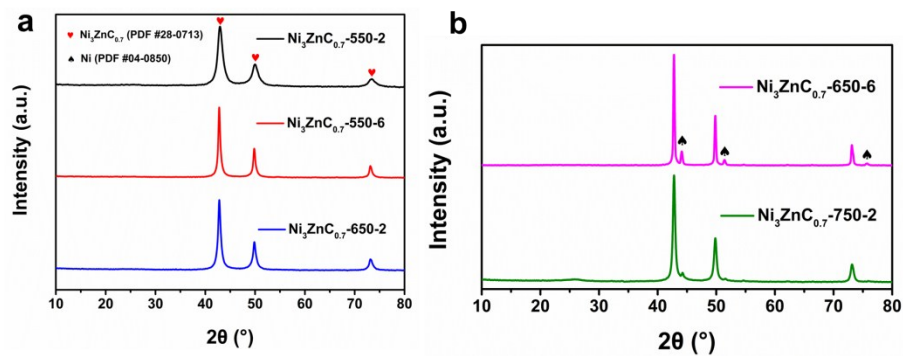 a
Intensity (a.u.)
♥ Ni₃ZnC₀.₇ (PDF #28-0713)
♠ Ni (PDF #04-0850)
Ni₃ZnC₀.₇-550-2
Ni₃ZnC₀.₇-550-6
Ni₃ZnC₀.₇-650-2
10 20 30 40 50 60 70 80
2θ (°)
b
Intensity (a.u.)
Ni₃ZnC₀.₇-650-6
Ni₃ZnC₀.₇-750-2
10 20 30 40 50 60 70 80
2θ (°)